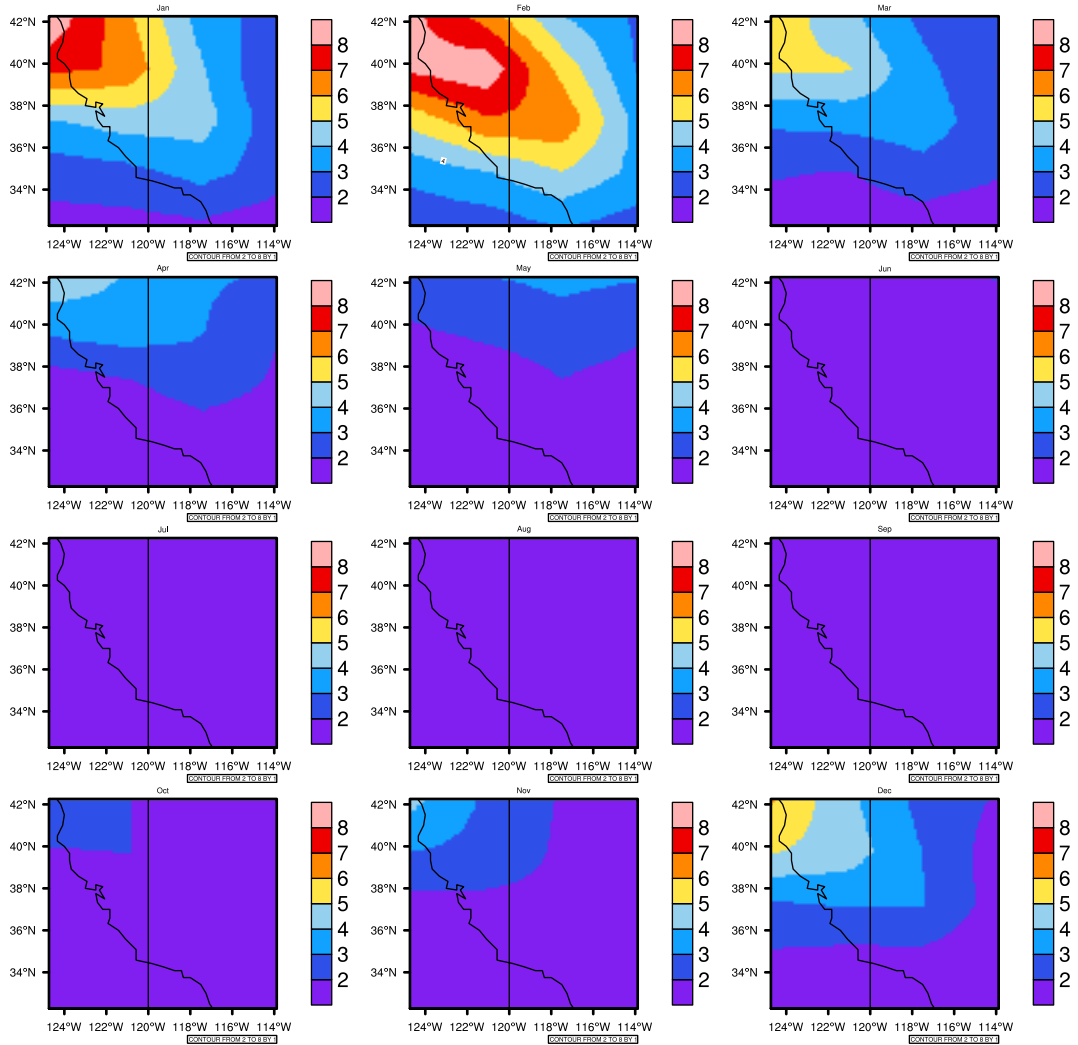 Jan Feb Mar
42°N 8 42°N 8 42°N 8
40°N 7 40°N 7 40°N 7
6 6 6
38°N 5 38°N 5 38°N 5
36°N 4 36°N 4 4 36°N 4
3 3 3
34°N 2 34°N 2 34°N 2
124°W 122°W 120°W 118°W 116°W 114°W 124°W 122°W 120°W 118°W 116°W 114°W 124°W 122°W 120°W 118°W 116°W 114°W
CONTOUR FROM 2 TO 8 BY 1 CONTOUR FROM 2 TO 8 BY 1 CONTOUR FROM 2 TO 8 BY 1
Apr May Jun
42°N 8 42°N 8 42°N 8
40°N 7 40°N 7 40°N 7
6 6 6
38°N 5 38°N 5 38°N 5
36°N 4 36°N 4 36°N 4
3 3 3
34°N 2 34°N 2 34°N 2
124°W 122°W 120°W 118°W 116°W 114°W 124°W 122°W 120°W 118°W 116°W 114°W 124°W 122°W 120°W 118°W 116°W 114°W
CONTOUR FROM 2 TO 8 BY 1 CONTOUR FROM 2 TO 8 BY 1 CONTOUR FROM 2 TO 8 BY 1
Jul Aug Sep
42°N 8 42°N 8 42°N 8
40°N 7 40°N 7 40°N 7
6 6 6
38°N 5 38°N 5 38°N 5
36°N 4 36°N 4 36°N 4
3 3 3
34°N 2 34°N 2 34°N 2
124°W 122°W 120°W 118°W 116°W 114°W 124°W 122°W 120°W 118°W 116°W 114°W 124°W 122°W 120°W 118°W 116°W 114°W
CONTOUR FROM 2 TO 8 BY 1 CONTOUR FROM 2 TO 8 BY 1 CONTOUR FROM 2 TO 8 BY 1
Oct Nov Dec
42°N 8 42°N 8 42°N 8
40°N 7 40°N 7 40°N 7
6 6 6
38°N 5 38°N 5 38°N 5
36°N 4 36°N 4 36°N 4
3 3 3
34°N 2 34°N 2 34°N 2
124°W 122°W 120°W 118°W 116°W 114°W 124°W 122°W 120°W 118°W 116°W 114°W 124°W 122°W 120°W 118°W 116°W 114°W
CONTOUR FROM 2 TO 8 BY 1 CONTOUR FROM 2 TO 8 BY 1 CONTOUR FROM 2 TO 8 BY 1